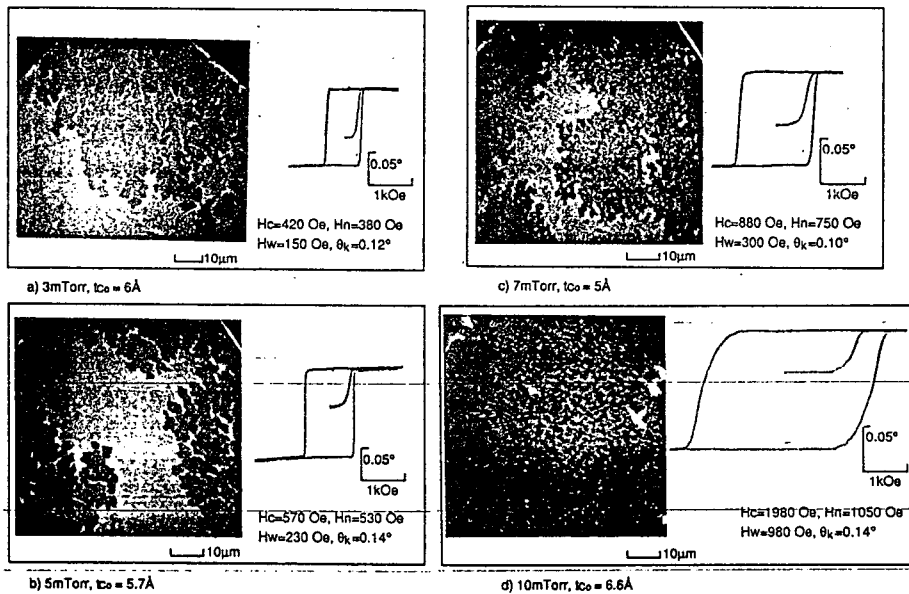 0.05°
1kOe
Hc=420 Oe, Hn=380 Oe
Hw=150 Oe, θk=0.12°
10μm
a) 3mTorr, tco = 6Å
0.05°
1kOe
Hc=880 Oe, Hn=750 Oe
Hw=300 Oe, θk=0.10°
10μm
c) 7mTorr, tco = 5Å
0.05°
1kOe
Hc=570 Oe, Hn=530 Oe
Hw=230 Oe, θk=0.14°
10μm
b) 5mTorr, tco = 5.7Å
0.05°
1kOe
Hc=1980 Oe, Hn=1050 Oe
Hw=980 Oe, θk=0.14°
10μm
d) 10mTorr, tco = 6.6Å